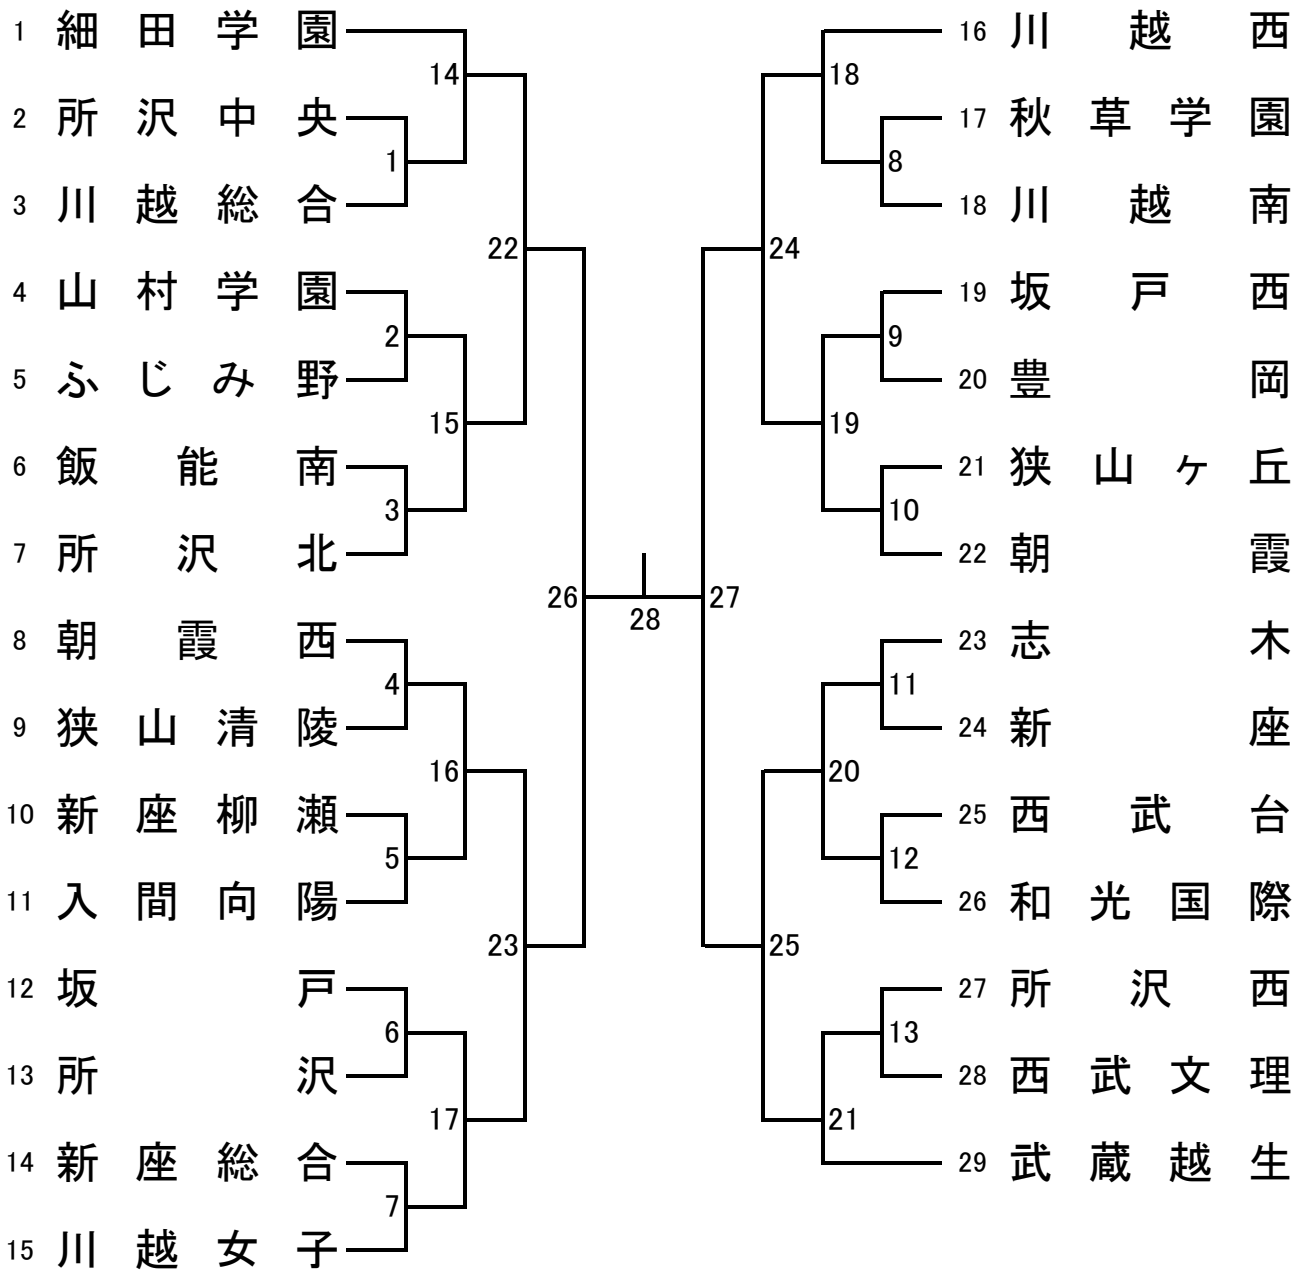 1 細田学園
14
2 所沢中央
1
3 川越総合
22
4 山村学園
2
5 ふじみ野
15
6 飯能南
3
7 所沢北
26
8 朝霞西
4
9 狭山清陵
16
10 新座柳瀬
5
11 入間向陽
23
12 坂戸
6
13 所沢
17
14 新座総合
7
15 川越女子
28
16 川越西
18
17 秋草学園
8
18 川越南
24
19 坂戸西
9
20 豊岡
19
21 狭山ヶ丘
10
22 朝霞
27
23 志木
11
24 新座
20
25 西武台
12
26 和光国際
25
27 所沢西
13
28 西武文理
21
29 武蔵越生